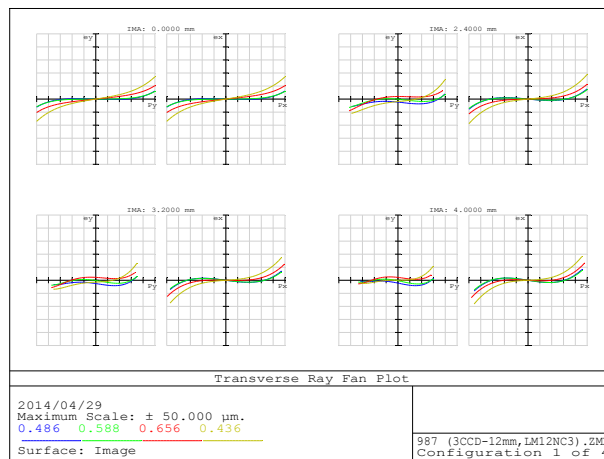 IMA: 0.0000 mm
IMA: 2.4000 mm
ey
ex
ey
ex
Py
Px
Py
Px
IMA: 3.2000 mm
IMA: 4.0000 mm
ey
ex
ey
ex
Py
Px
Py
Px
Transverse Ray Fan Plot
2014/04/29
Maximum Scale: ± 50.000 µm.
0.486 0.588 0.656 0.436
Surface: Image
987 (3CCD-12mm,LM12NC3).ZM
Configuration 1 of 4